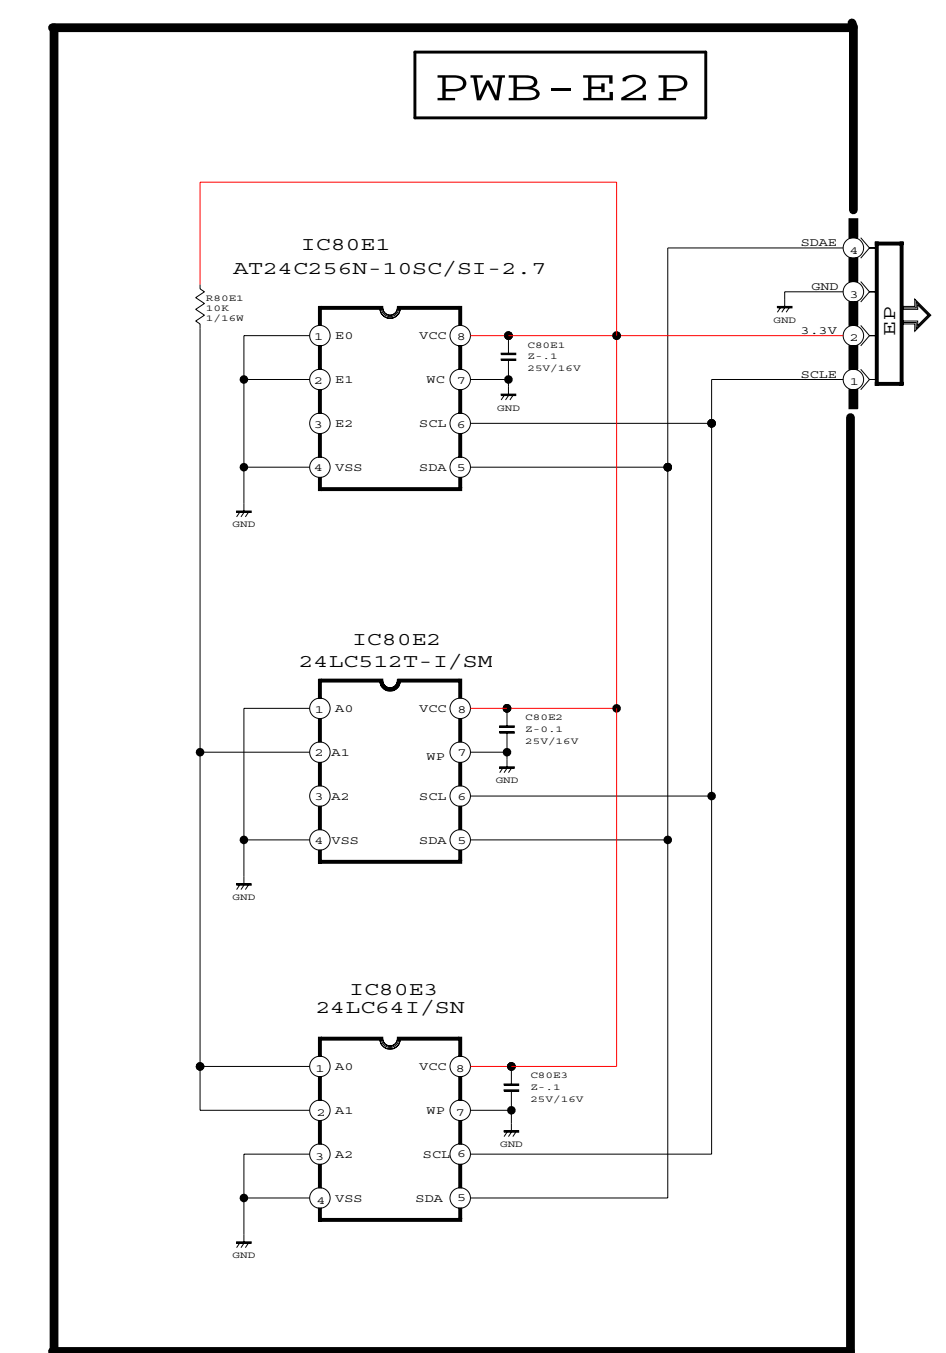 PWB-E2P
IC80E1
AT24C256N-10SC/SI-2.7
SDAE 4
GND 3
GND
3.3V 2
SCLE 1
EP
R80E1
10K
1/16W
1 E0 VCC 8
2 E1 WC 7
3 E2 SCL 6
4 VSS SDA 5
C80E1
Z-.1
25V/16V
GND
GND
IC80E2
24LC512T-I/SM
1 A0 VCC 8
2 A1 WP 7
3 A2 SCL 6
4 VSS SDA 5
C80E2
Z-0.1
25V/16V
GND
GND
IC80E3
24LC64I/SN
1 A0 VCC 8
2 A1 WP 7
3 A2 SCL 6
4 VSS SDA 5
C80E3
Z-.1
25V/16V
GND
GND